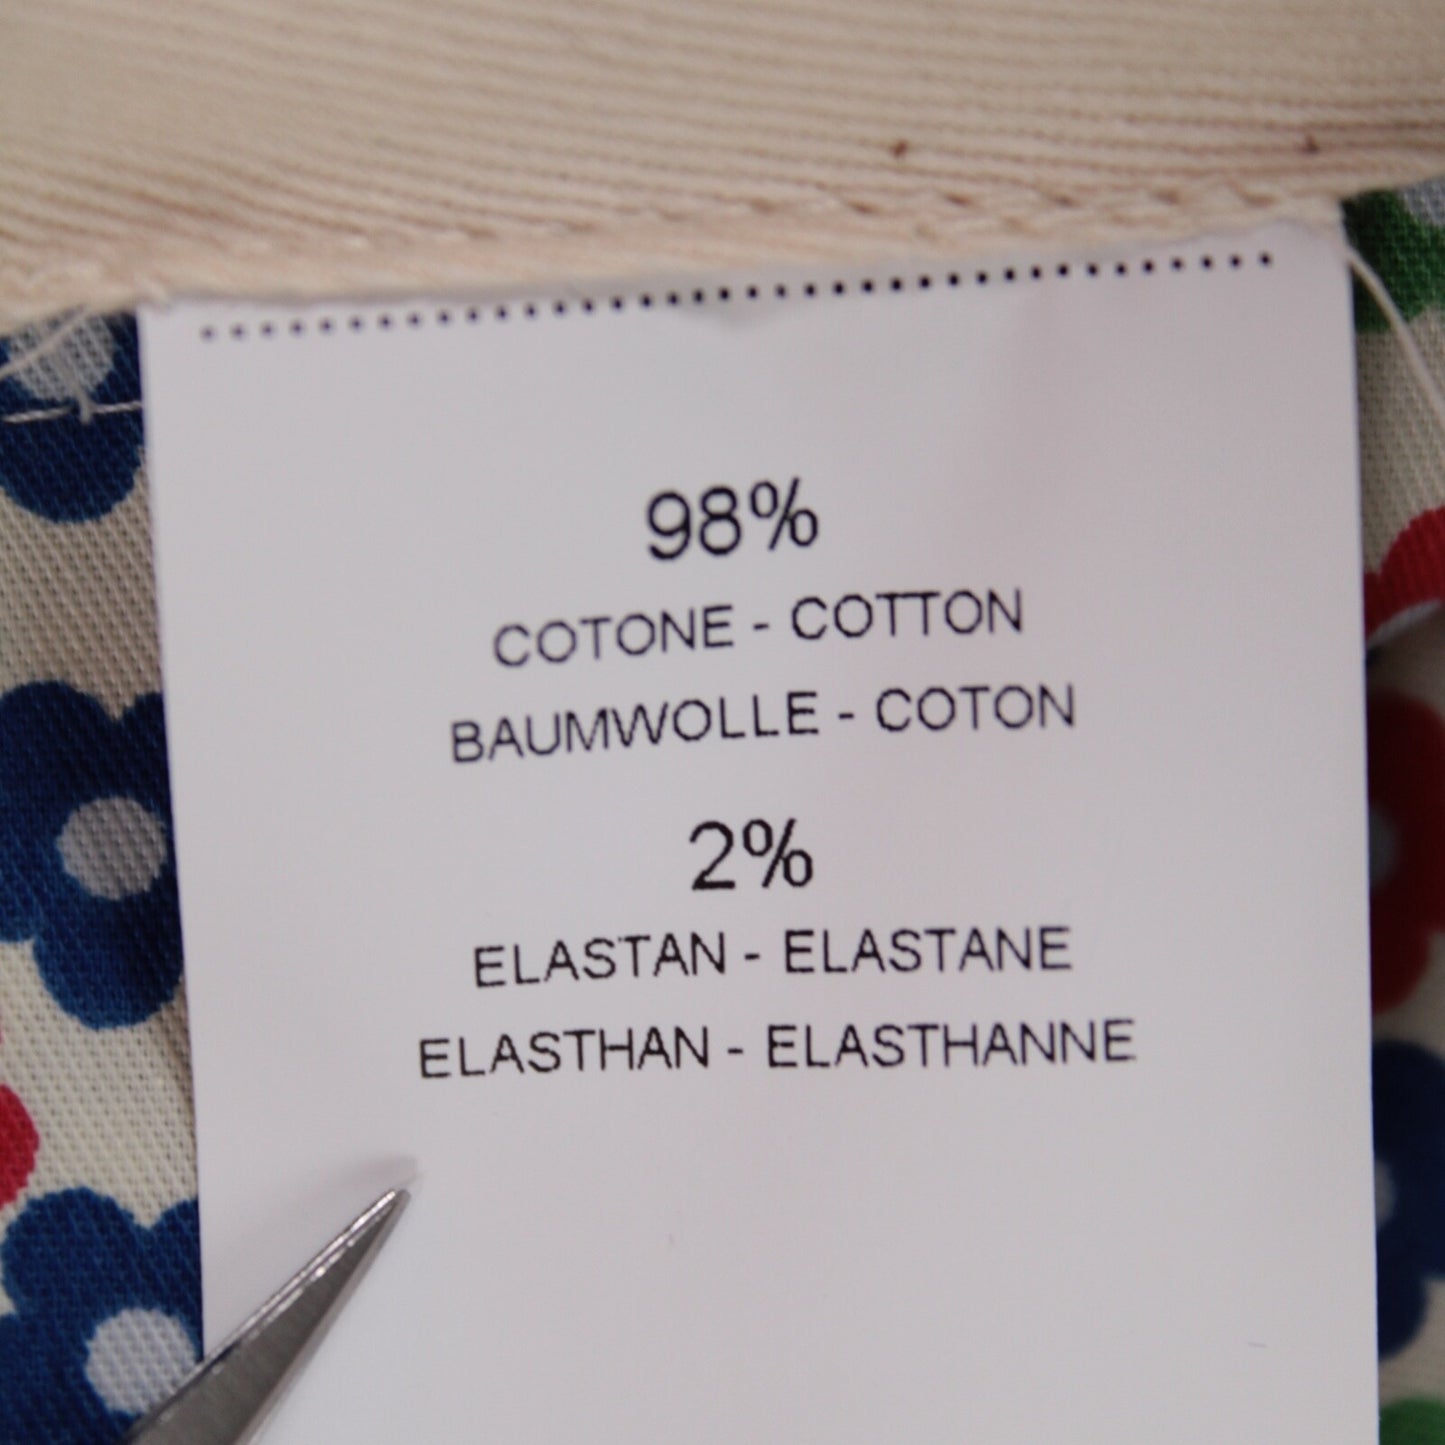 98%
COTONE - COTTON
BAUMWOLLE - COTON
2%
ELASTAN - ELASTANE
ELASTHAN - ELASTHANNE